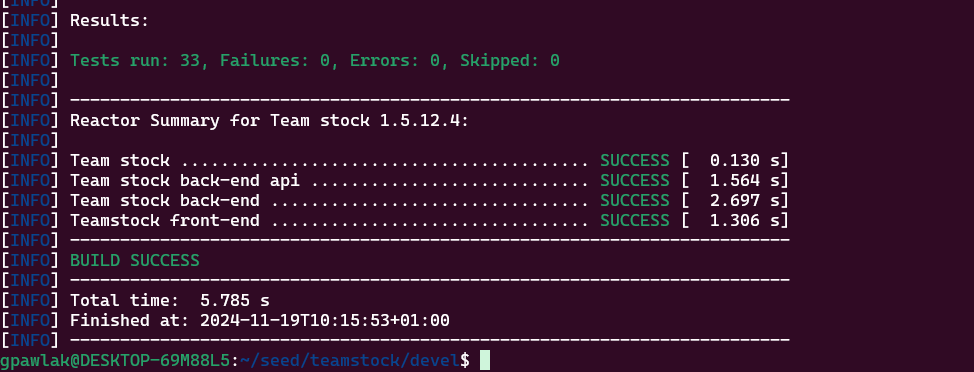 [INFO]
[INFO] Results:
[INFO]
[INFO] Tests run: 33, Failures: 0, Errors: 0, Skipped: 0
[INFO]
[INFO] ------------------------------------------------------------------------
[INFO] Reactor Summary for Team stock 1.5.12.4:
[INFO]
[INFO] Team stock ......................................... SUCCESS [  0.130 s]
[INFO] Team stock back-end api ............................ SUCCESS [  1.564 s]
[INFO] Team stock back-end ................................ SUCCESS [  2.697 s]
[INFO] Teamstock front-end ................................ SUCCESS [  1.306 s]
[INFO] ------------------------------------------------------------------------
[INFO] BUILD SUCCESS
[INFO] ------------------------------------------------------------------------
[INFO] Total time:  5.785 s
[INFO] Finished at: 2024-11-19T10:15:53+01:00
[INFO] ------------------------------------------------------------------------
gpawlak@DESKTOP-69M88L5:~/seed/teamstock/devel$